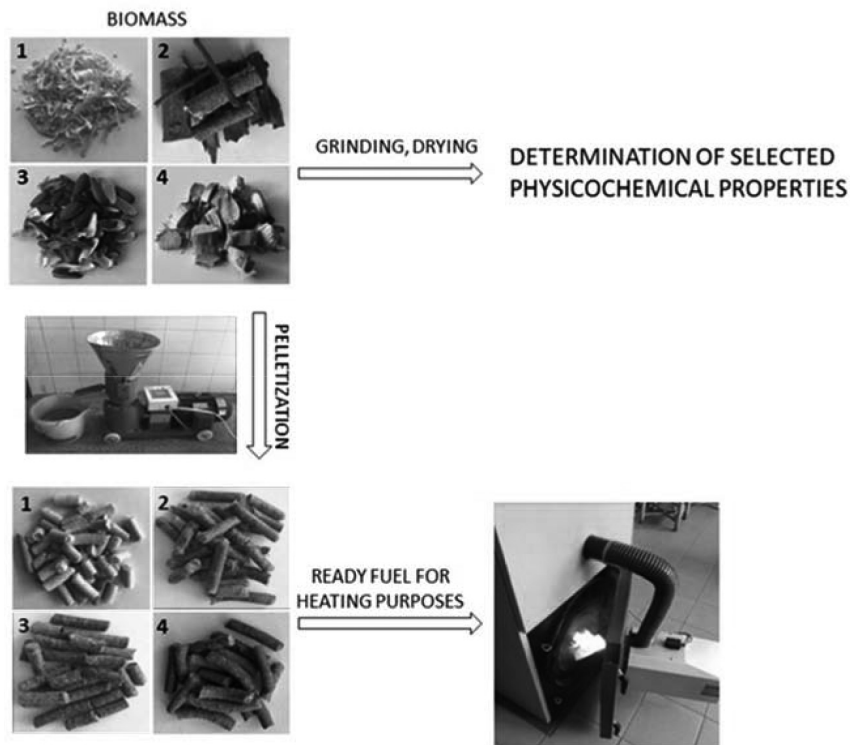 BIOMASS
1
2
3
4
GRINDING, DRYING
DETERMINATION OF SELECTED
PHYSICOCHEMICAL PROPERTIES
PELLETIZATION
1
2
3
4
READY FUEL FOR
HEATING PURPOSES